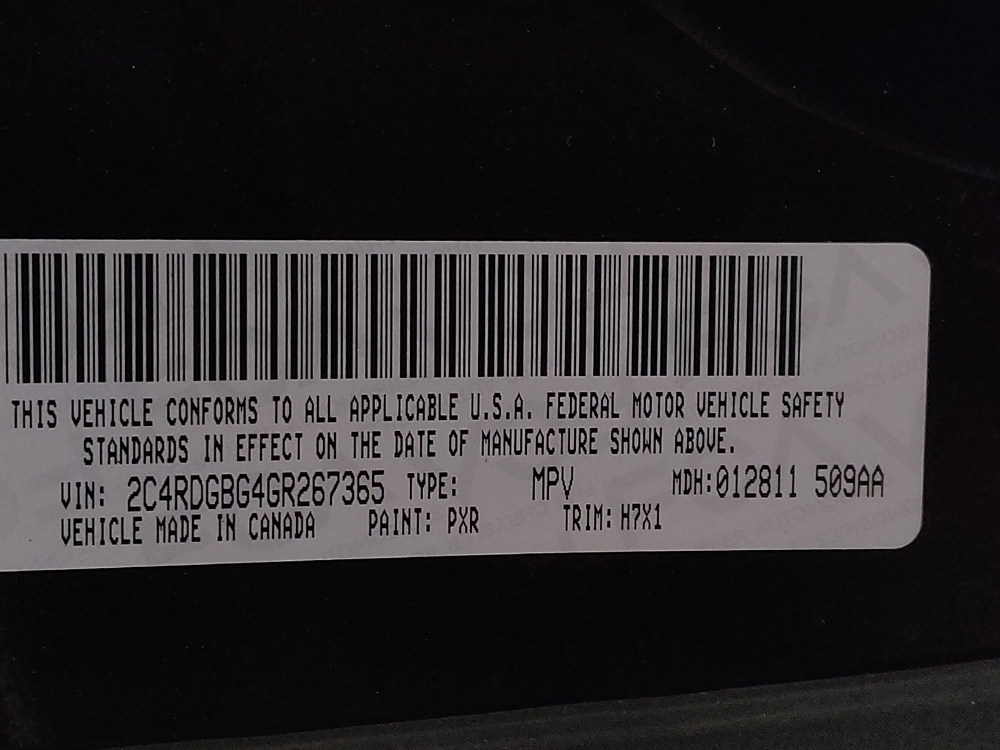 THIS VEHICLE CONFORMS TO ALL APPLICABLE U.S.A. FEDERAL MOTOR VEHICLE SAFETY
STANDARDS IN EFFECT ON THE DATE OF MANUFACTURE SHOWN ABOVE.
VIN: 2C4RDGBG4GR267365 TYPE: MPV MDH:012811 509AA
VEHICLE MADE IN CANADA PAINT: PXR TRIM: H7X1